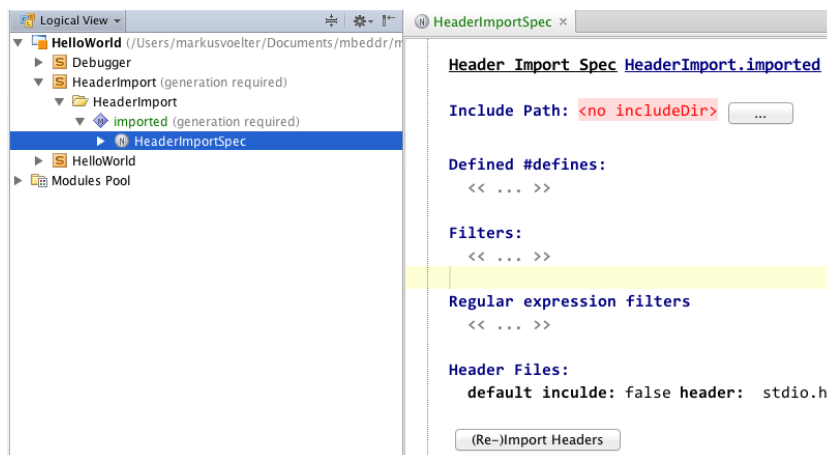 Logical View
HelloWorld (/Users/markusvoelter/Documents/mbeddr/m
S Debugger
S HeaderImport (generation required)
HeaderImport
M imported (generation required)
N HeaderImportSpec
S HelloWorld
Modules Pool
N HeaderImportSpec ×
Header Import Spec HeaderImport.imported
Include Path: <no includeDir> ...
Defined #defines:
<< ... >>
Filters:
<< ... >>
Regular expression filters
<< ... >>
Header Files:
default inculde: false header: stdio.h
(Re-)Import Headers